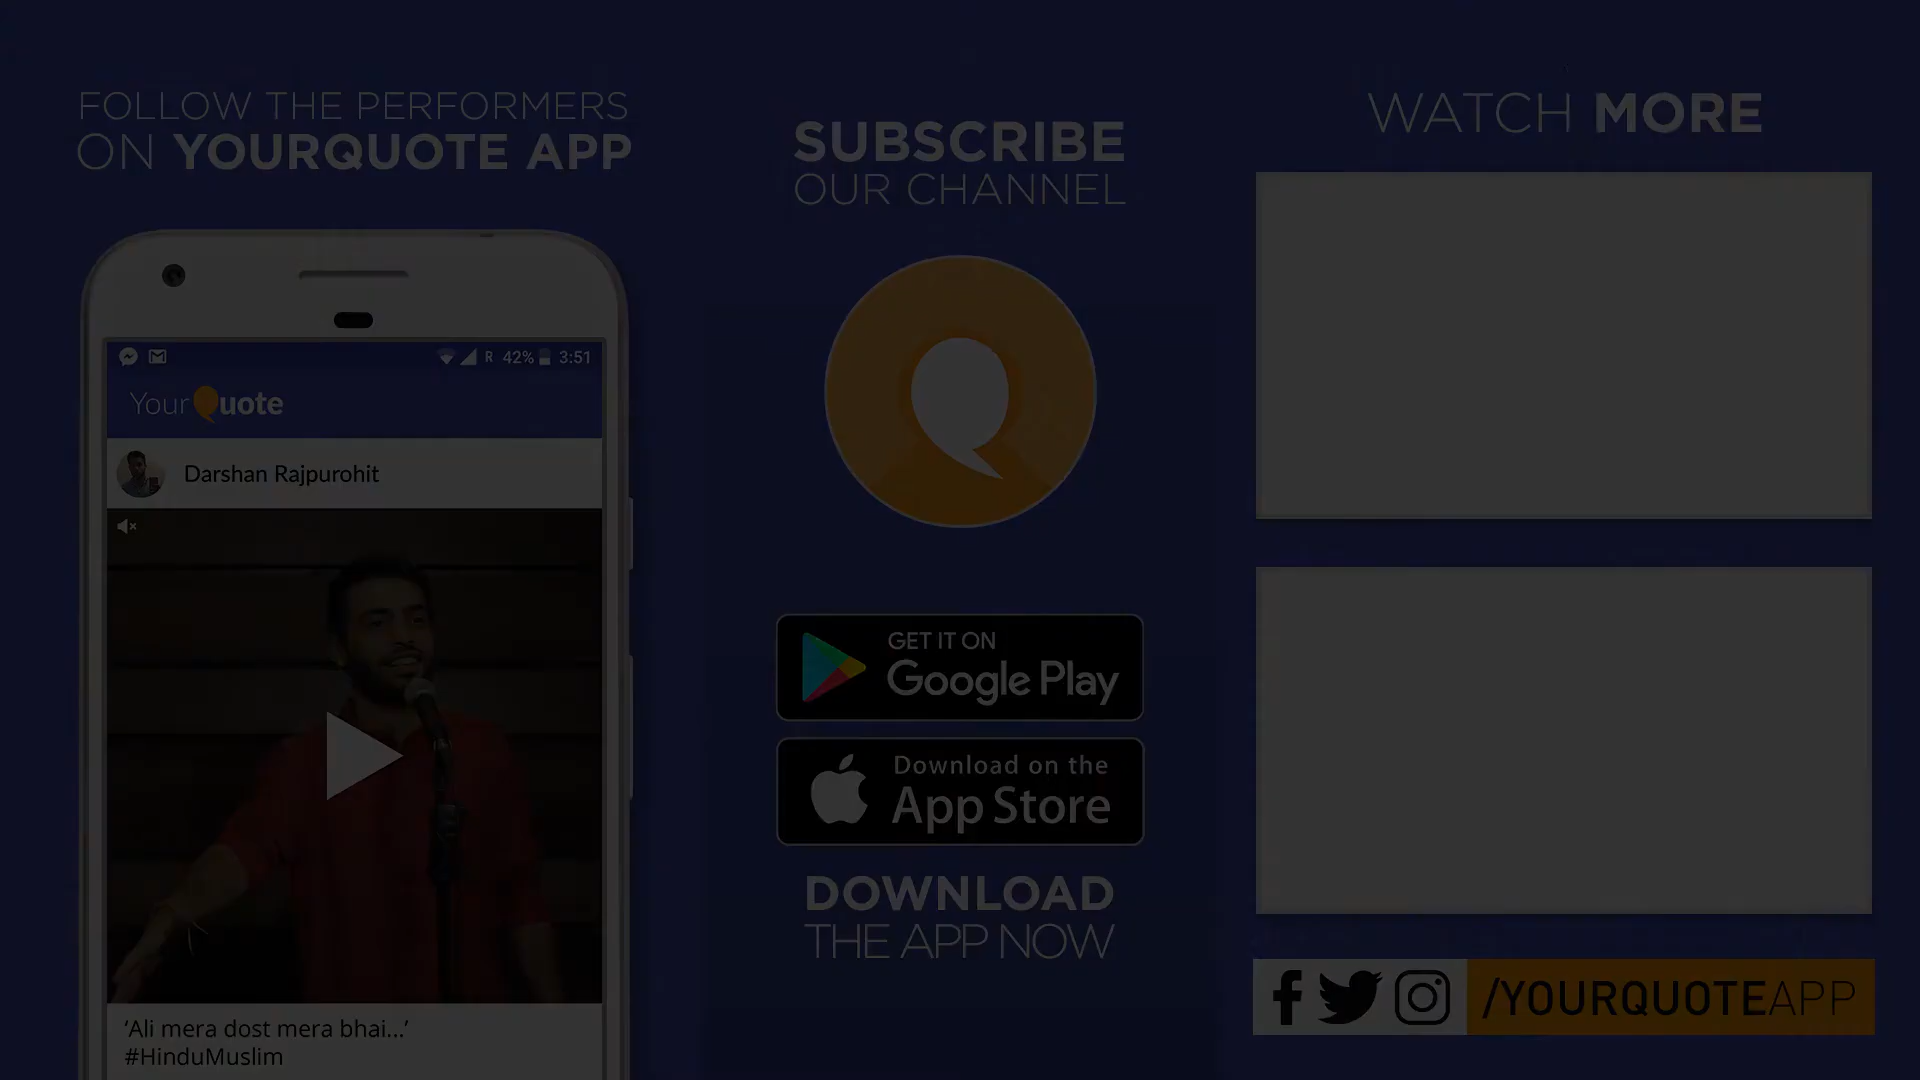 FOLLOW THE PERFORMERS
ON YOURQUOTE APP
R 42% 3:51
YourQuote
Darshan Rajpurohit
'Ali mera dost mera bhai...'
#HinduMuslim
SUBSCRIBE
OUR CHANNEL
GET IT ON
Google Play
Download on the
App Store
DOWNLOAD
THE APP NOW
WATCH MORE
/YOURQUOTEAPP